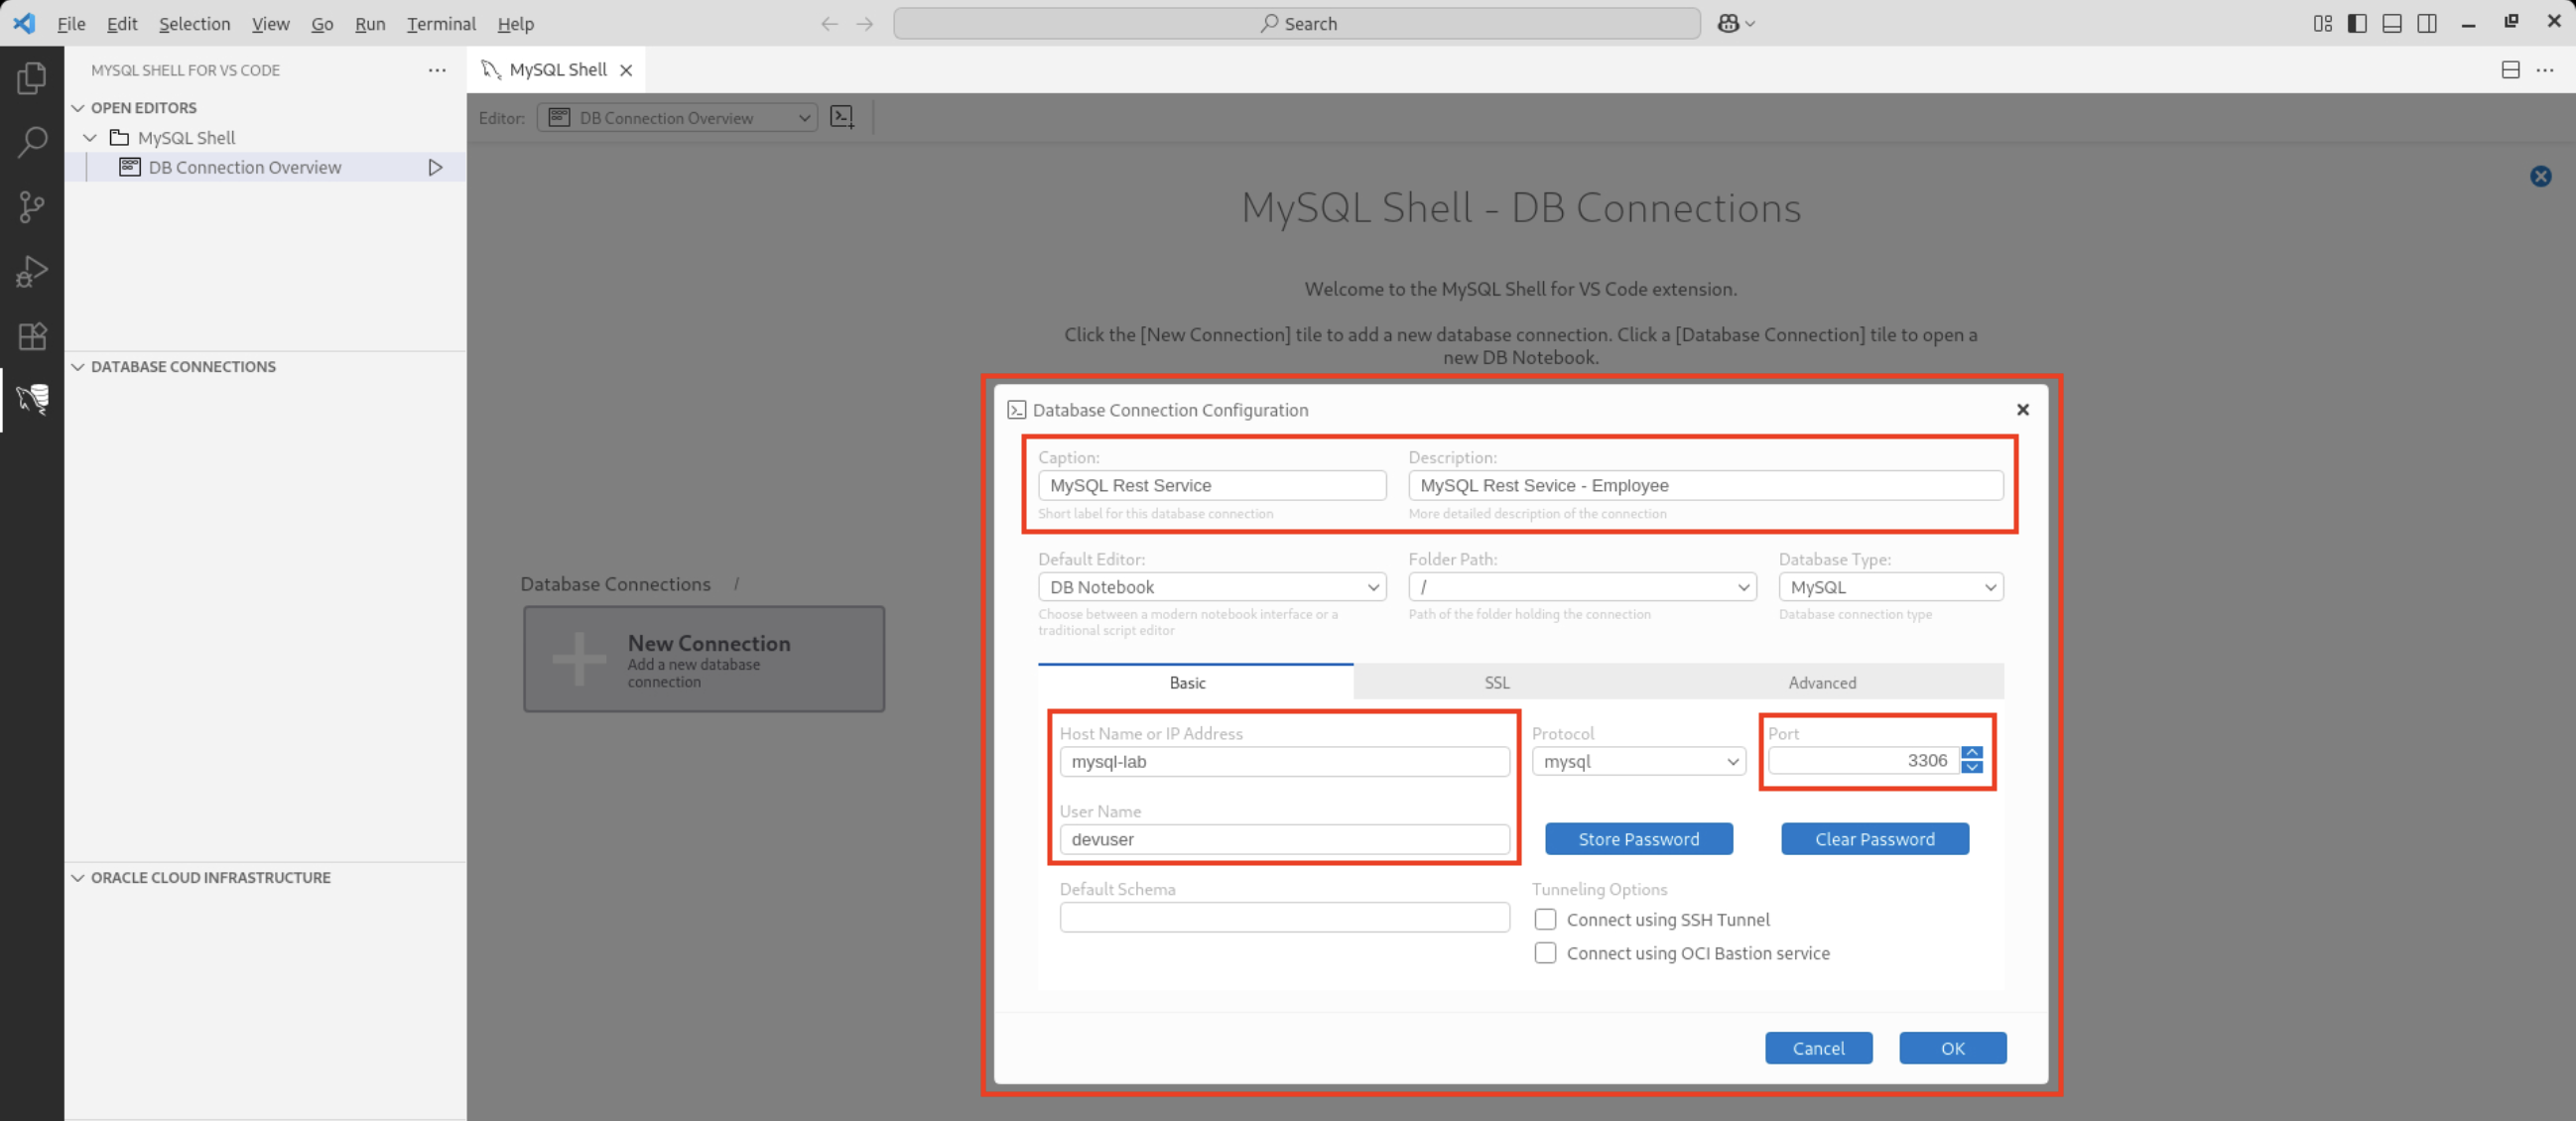 File Edit Selection View Go Run Terminal Help
Search
MYSQL SHELL FOR VS CODE
OPEN EDITORS
MySQL Shell
DB Connection Overview
DATABASE CONNECTIONS
ORACLE CLOUD INFRASTRUCTURE
MySQL Shell
Editor: DB Connection Overview
MySQL Shell - DB Connections
Welcome to the MySQL Shell for VS Code extension.
Click the [New Connection] tile to add a new database connection. Click a [Database Connection] tile to open a
new DB Notebook.
Database Connections /
New Connection
Add a new database
connection
Database Connection Configuration
Caption: Description:
MySQL Rest Service MySQL Rest Sevice - Employee
Short label for this database connection More detailed description of the connection
Default Editor: Folder Path: Database Type:
DB Notebook / MySQL
Choose between a modern notebook interface or a Path of the folder holding the connection Database connection type
traditional script editor
Basic SSL Advanced
Host Name or IP Address Protocol Port
mysql-lab mysql 3306
User Name
devuser Store Password Clear Password
Default Schema Tunneling Options
Connect using SSH Tunnel
Connect using OCI Bastion service
Cancel OK